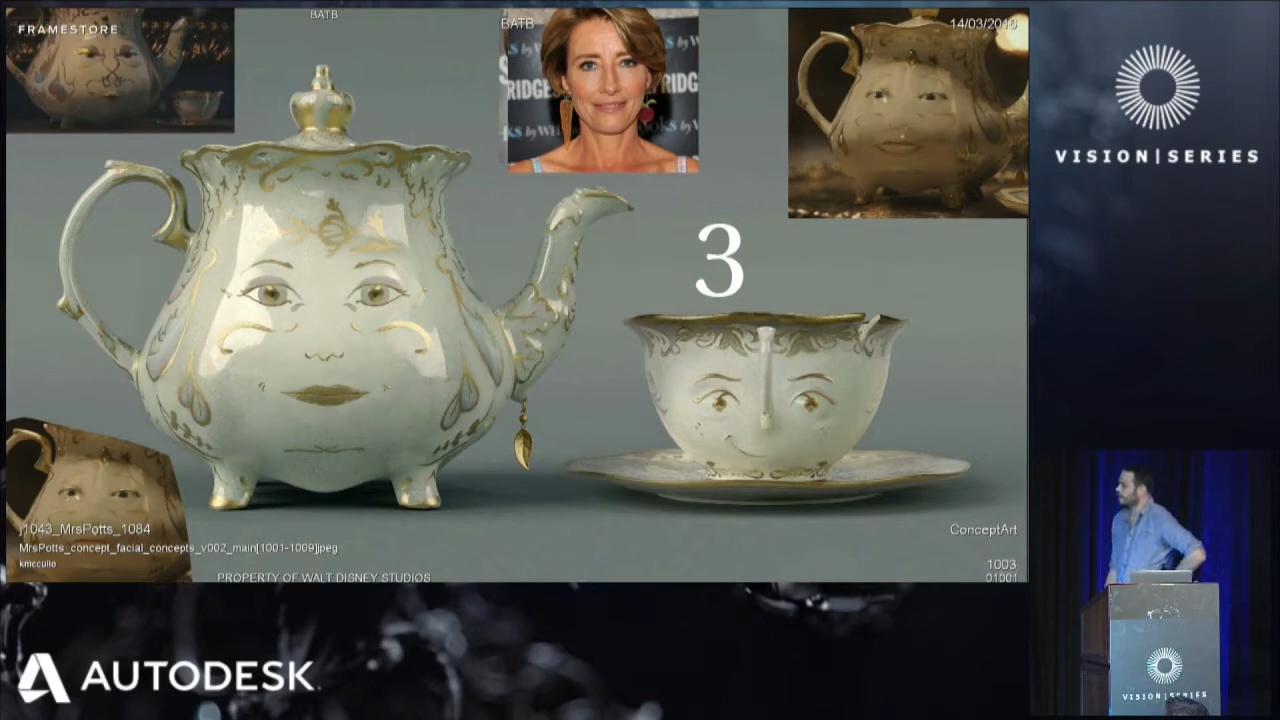 FRAMESTORE
BATB
BATB
14/03/2016
VISION|SERIES
3
j1043_MrsPotts_1084
MrsPotts_concept_facial_concepts_v002_main[1001-1009]jpeg
kmccullo
PROPERTY OF WALT DISNEY STUDIOS
ConceptArt
1003
01001
AUTODESK
VISION|SERIES